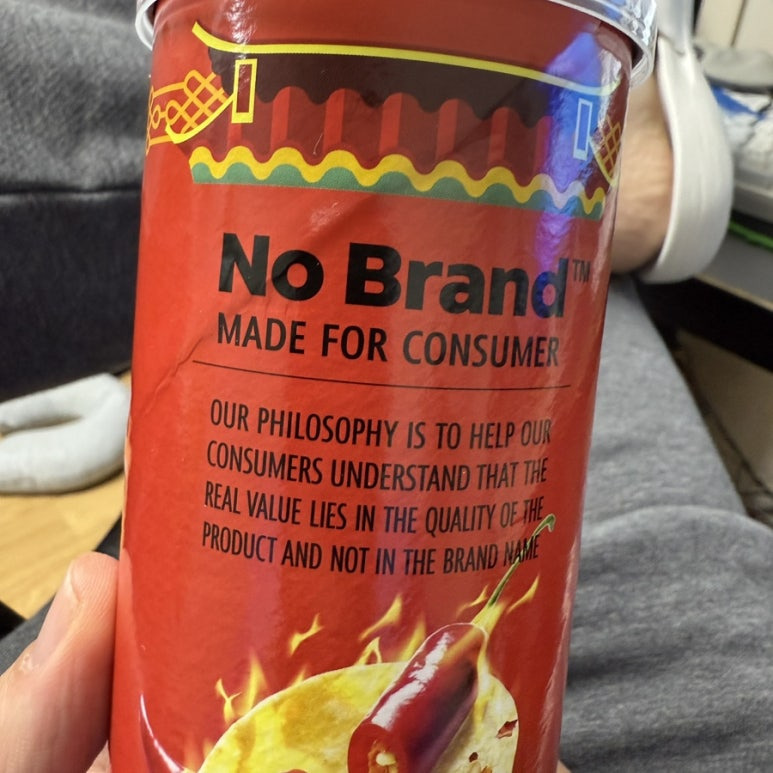 No Brand™
MADE FOR CONSUMER
OUR PHILOSOPHY IS TO HELP OUR
CONSUMERS UNDERSTAND THAT THE
REAL VALUE LIES IN THE QUALITY OF THE
PRODUCT AND NOT IN THE BRAND NAME